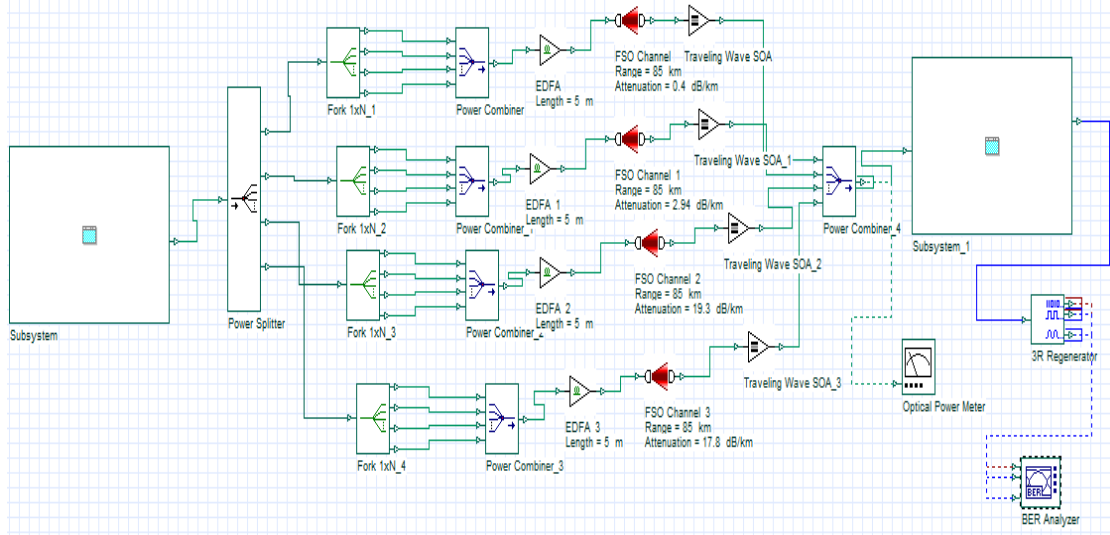 Subsystem
Power Splitter
Fork 1xN_1
Power Combiner
EDFA
Length = 5 m
FSO Channel
Range = 85 km
Attenuation = 0.4 dB/km
Traveling Wave SOA
Fork 1xN_2
Power Combiner_1
EDFA 1
Length = 5 m
FSO Channel 1
Range = 85 km
Attenuation = 2.94 dB/km
Traveling Wave SOA_1
Fork 1xN_3
Power Combiner_2
EDFA 2
Length = 5 m
FSO Channel 2
Range = 85 km
Attenuation = 19.3 dB/km
Traveling Wave SOA_2
Fork 1xN_4
Power Combiner_3
EDFA 3
Length = 5 m
FSO Channel 3
Range = 85 km
Attenuation = 17.8 dB/km
Traveling Wave SOA_3
Power Combiner_4
Subsystem_1
3R Regenerator
Optical Power Meter
BER
BER Analyzer